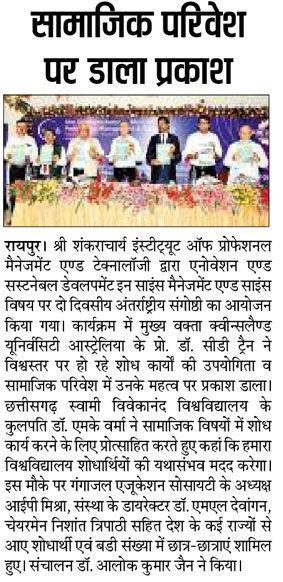 सामाजिक परिवेश
पर डाला प्रकाश
रायपुर। श्री शंकराचार्य इंस्टीट्यूट ऑफ प्रोफेशनल
मैनेजमेंट एण्ड टेक्नालॉजी द्वारा एनोवेशन एण्ड
सस्टनेबल डेवलपमेंट इन साइंस मैनेजमेंट एण्ड साइंस
विषय पर दो दिवसीय अंतर्राष्ट्रीय संगोष्ठी का आयोजन
किया गया। कार्यक्रम में मुख्य वक्ता क्वीन्सलैण्ड
यूनिर्वसिटी आस्ट्रेलिया के प्रो. डॉ. सीडी ट्रैन ने
विश्वस्तर पर हो रहे शोध कार्यो की उपयोगिता व
सामाजिक परिवेश में उनके महत्व पर प्रकाश डाला।
छत्तीसगढ़ स्वामी विवेकानंद विश्वविद्यालय के
कुलपति डॉ. एमके वर्मा ने सामाजिक विषयों में शोध
कार्य करने के लिए प्रोत्साहित करते हुए कहां कि हमारा
विश्वविद्यालय शोधार्थियों की यथासंभव मदद करेगा।
इस मौके पर गंगाजल एजूकेशन सोसायटी के अध्यक्ष
आईपी मिश्रा, संस्था के डायरेक्टर डॉ. एमएल देवांगन,
चेयरमेन निशांत त्रिपाठी सहित देश के कई राज्यों से
आए शोधार्थी एवं बडी संख्या में छात्र-छात्राएं शामिल
हुए। संचालन डॉ. आलोक कुमार जैन ने किया।